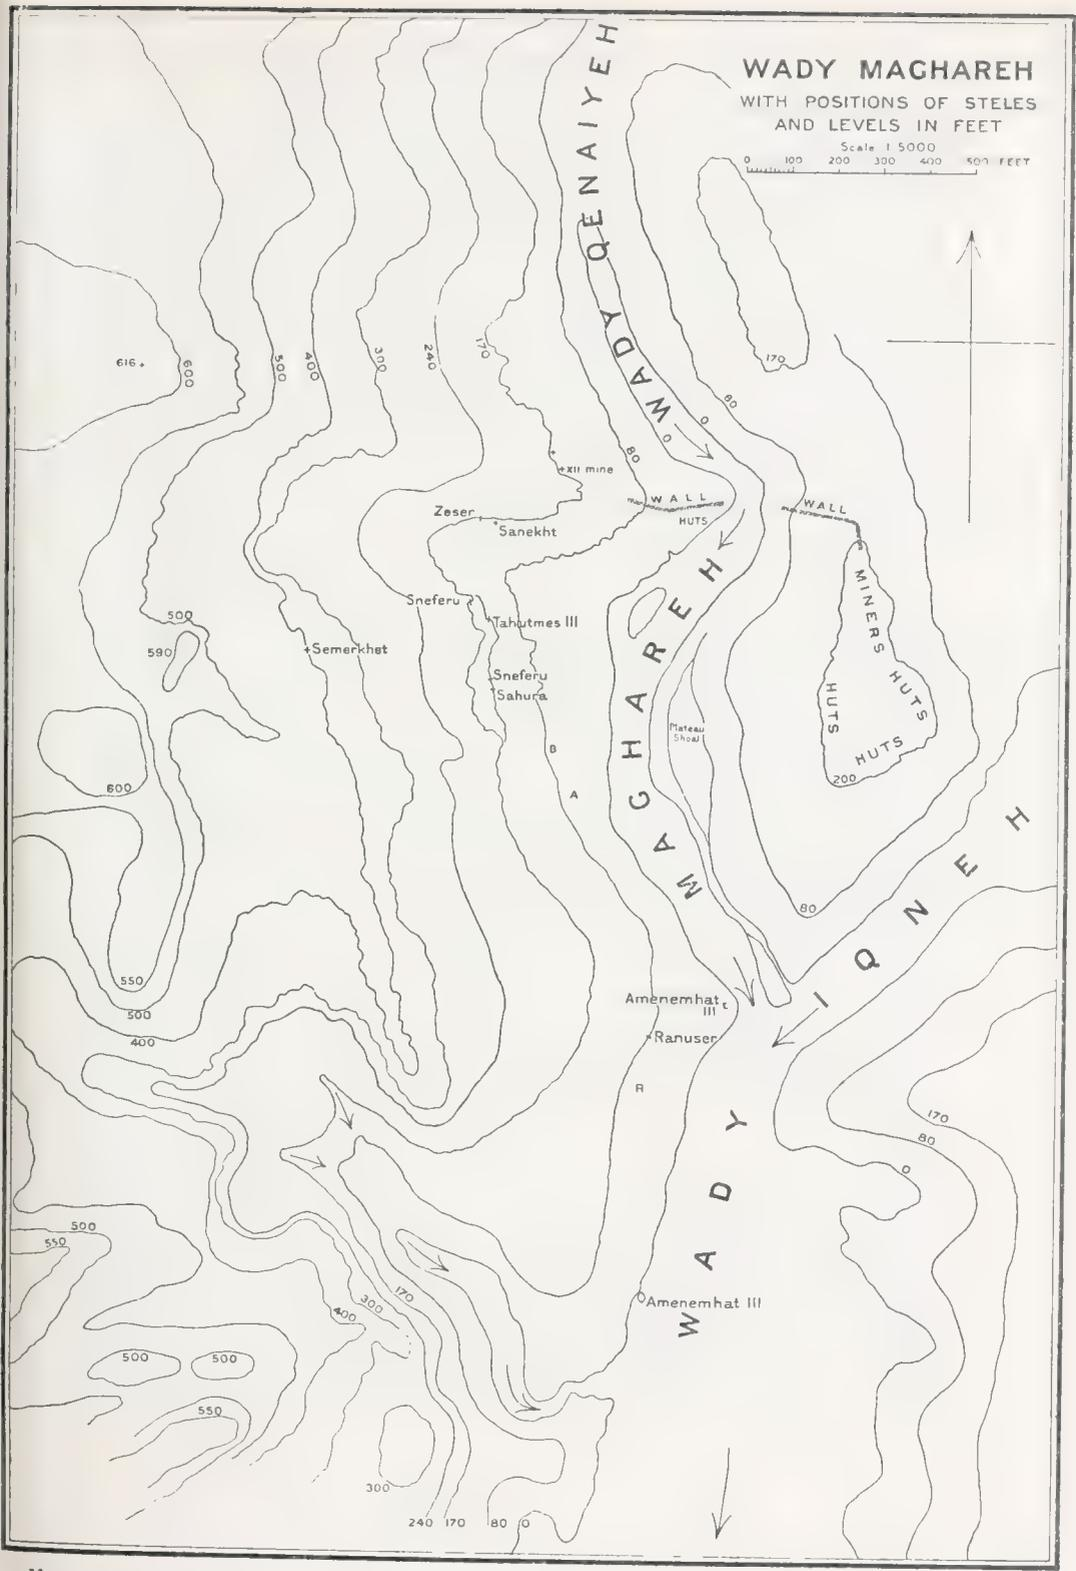 WADY MAGHAREH
WITH POSITIONS OF STELES
AND LEVELS IN FEET
Scale 1 5000
0 100 200 300 400 500 FEET
WADY QENAIYEH
616
600
500
400
300
240
170
170
80
0
0
80
XII mine
WALL
HUTS
WALL
Zeser
Sanekht
MINERS HUTS
HUTS
HUTS
200
Sneferu
Tahutmes III
500
590
Semerkhet
Sneferu
Sahura
Plateau
Shoal
B
A
600
WADY MAGHAREH
IQNEH
80
550
500
400
Amenemhat
III
Ranuser
R
170
80
0
500
550
170
300
400
Amenemhat III
500
500
550
300
240 170 80 0